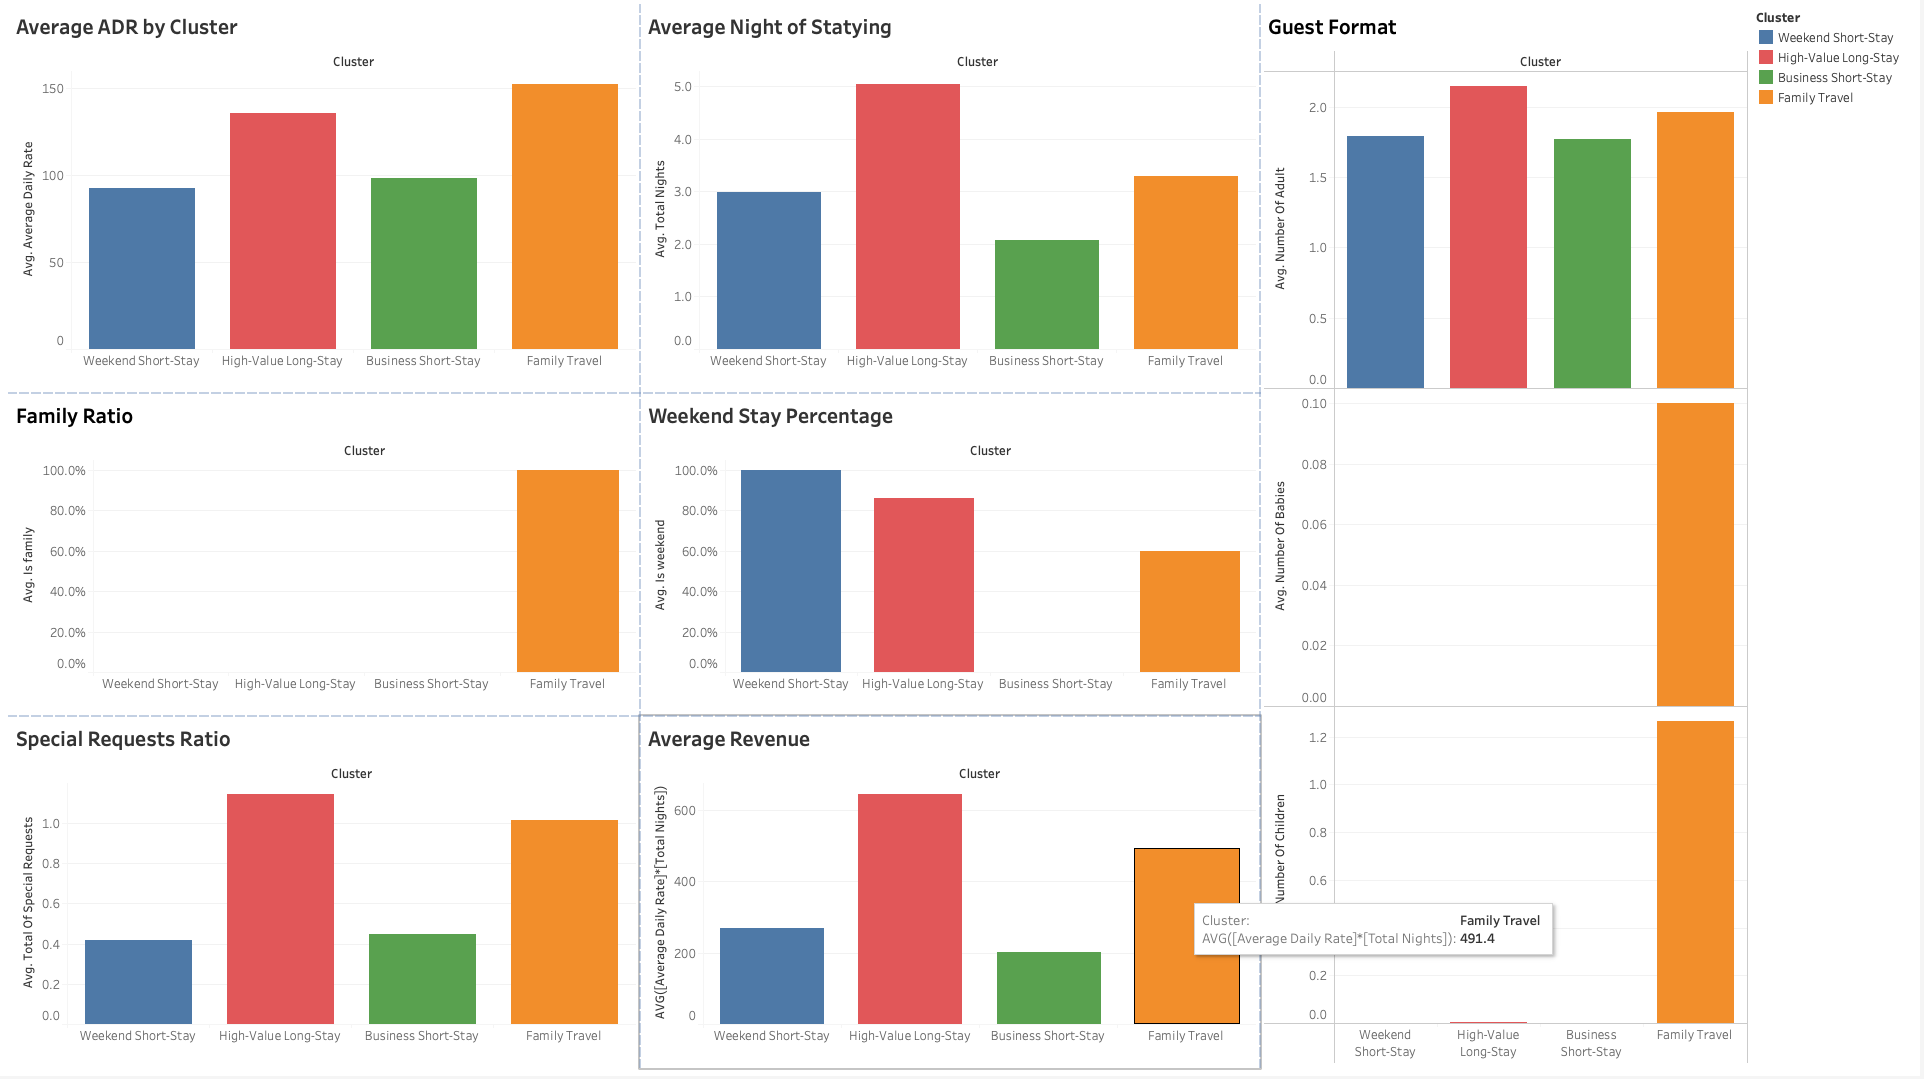 Average ADR by Cluster
Cluster
Avg. Average Daily Rate
150
100
50
0
Weekend Short-Stay High-Value Long-Stay Business Short-Stay Family Travel
Average Night of Statying
Cluster
Avg. Total Nights
5.0
4.0
3.0
2.0
1.0
0.0
Weekend Short-Stay High-Value Long-Stay Business Short-Stay Family Travel
Guest Format
Cluster
Avg. Number Of Adult
2.0
1.5
1.0
0.5
0.0
Avg. Number Of Babies
0.10
0.08
0.06
0.04
0.02
0.00
Number Of Children
1.2
1.0
0.8
0.6
0.2
0.0
Weekend Short-Stay High-Value Long-Stay Business Short-Stay Family Travel
Cluster
Weekend Short-Stay
High-Value Long-Stay
Business Short-Stay
Family Travel
Family Ratio
Cluster
Avg. Is family
100.0%
80.0%
60.0%
40.0%
20.0%
0.0%
Weekend Short-Stay High-Value Long-Stay Business Short-Stay Family Travel
Weekend Stay Percentage
Cluster
Avg. Is weekend
100.0%
80.0%
60.0%
40.0%
20.0%
0.0%
Weekend Short-Stay High-Value Long-Stay Business Short-Stay Family Travel
Special Requests Ratio
Cluster
Avg. Total Of Special Requests
1.0
0.8
0.6
0.4
0.2
0.0
Weekend Short-Stay High-Value Long-Stay Business Short-Stay Family Travel
Average Revenue
Cluster
AVG([Average Daily Rate]*[Total Nights])
600
400
200
0
Weekend Short-Stay High-Value Long-Stay Business Short-Stay Family Travel
Cluster: Family Travel
AVG([Average Daily Rate]*[Total Nights]): 491.4